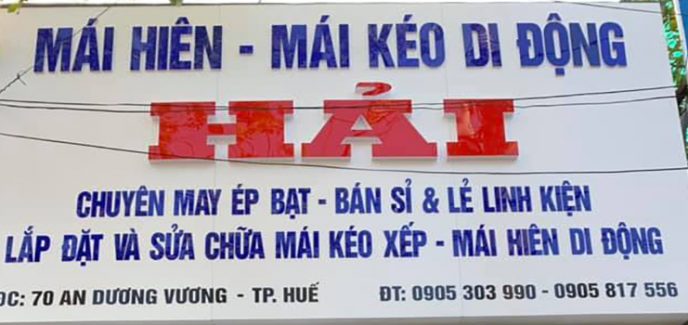 MÁI HIÊN - MÁI KÉO DI ĐỘNG
HẢI
CHUYÊN MAY ÉP BẠT - BÁN SỈ & LẺ LINH KIỆN
LẮP ĐẶT VÀ SỬA CHỮA MÁI KÉO XẾP - MÁI HIÊN DI ĐỘNG
ĐC: 70 AN DƯƠNG VƯƠNG - TP. HUẾ ĐT: 0905 303 990 - 0905 817 556